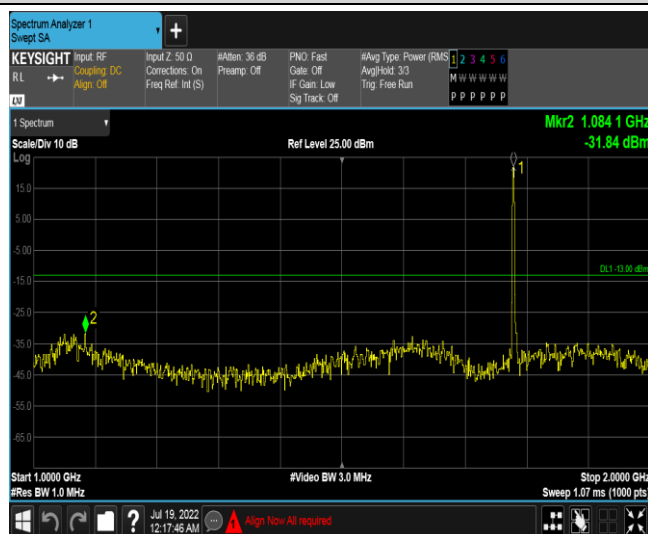 Spectrum Analyzer 1
Swept SA
+
KEYSIGHT
RL
LXI
Input: RF
Coupling: DC
Align: Off
Input Z: 50 Ω
Corrections: On
Freq Ref: Int (S)
#Atten: 36 dB
Preamp: Off
PNO: Fast
Gate: Off
IF Gain: Low
Sig Track: Off
#Avg Type: Power (RMS
Avg|Hold: 3/3
Trig: Free Run
1 2 3 4 5 6
M W W W W W
P P P P P P
1 Spectrum
Mkr2 1.084 1 GHz
Scale/Div 10 dB
Ref Level 25.00 dBm
-31.84 dBm
Log
1
15.0
5.00
-5.00
DL1 -13.00 dBm
-15.0
-25.0
2
-35.0
-45.0
-55.0
-65.0
Start 1.0000 GHz
#Video BW 3.0 MHz
Stop 2.0000 GHz
#Res BW 1.0 MHz
Sweep 1.07 ms (1000 pts)
?
Jul 19, 2022
12:17:46 AM
Align Now All required